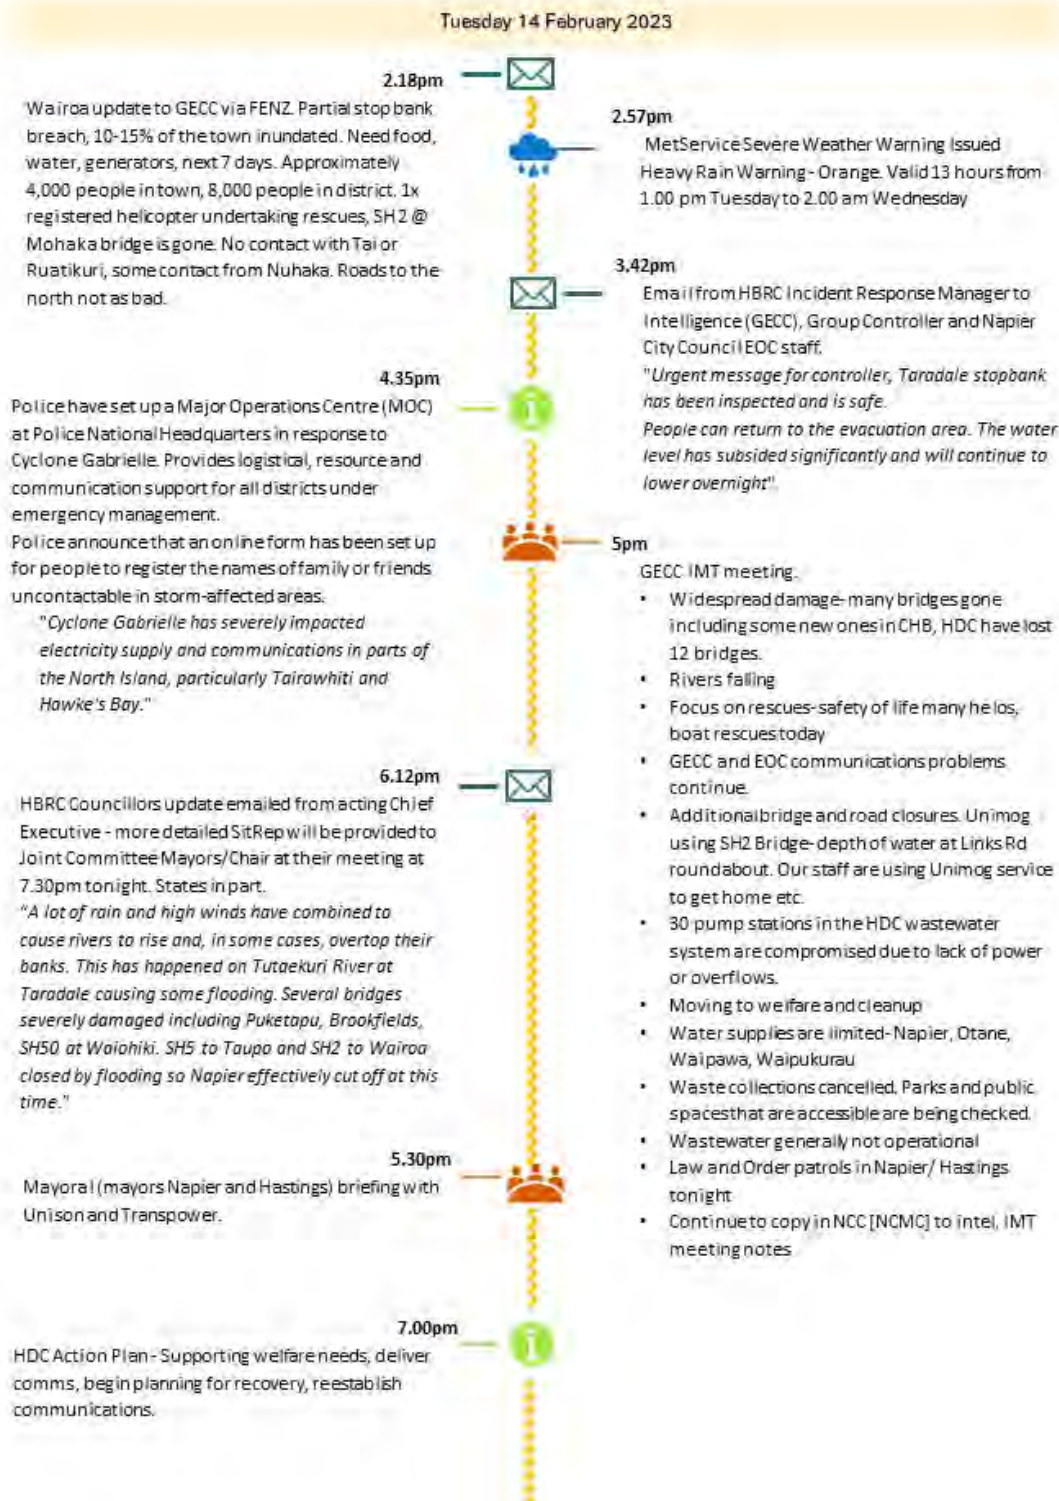 Tuesday 14 February 2023
2.18pm
Wairoa update to GECC via FENZ. Partial stop bank
breach, 10-15% of the town inundated. Need food,
water, generators, next 7 days. Approximately
4,000 people in town, 8,000 people in district. 1x
registered helicopter undertaking rescues, SH2 @
Mohaka bridge is gone. No contact with Tai or
Ruatikuri, some contact from Nuhaka. Roads to the
north not as bad.
2.57pm
MetService Severe Weather Warning Issued
Heavy Rain Warning - Orange. Valid 13 hours from
1.00 pm Tuesday to 2.00 am Wednesday
3.42pm
Email from HBRC Incident Response Manager to
Intelligence (GECC), Group Controller and Napier
City Council EOC staff.
"Urgent message for controller, Taradale stopbank
has been inspected and is safe.
People can return to the evacuation area. The water
level has subsided significantly and will continue to
lower overnight".
4.35pm
Police have set up a Major Operations Centre (MOC)
at Police National Headquarters in response to
Cyclone Gabrielle. Provides logistical, resource and
communication support for all districts under
emergency management.
Police announce that an online form has been set up
for people to register the names of family or friends
uncontactable in storm-affected areas.
"Cyclone Gabrielle has severely impacted
electricity supply and communications in parts of
the North Island, particularly Tairawhiti and
Hawke's Bay."
5pm
GECC IMT meeting.
• Widespread damage- many bridges gone
including some new ones in CHB, HDC have lost
12 bridges.
• Rivers falling
• Focus on rescues- safety of life many helos,
boat rescues today
• GECC and EOC communications problems
continue.
• Additional bridge and road closures. Unimog
using SH2 Bridge- depth of water at Links Rd
roundabout. Our staff are using Unimog service
to get home etc.
• 30 pump stations in the HDC wastewater
system are compromised due to lack of power
or overflows.
• Moving to welfare and cleanup
• Water supplies are limited- Napier, Otane,
Waipawa, Waipukurau
• Waste collections cancelled. Parks and public
spaces that are accessible are being checked.
• Wastewater generally not operational
• Law and Order patrols in Napier/ Hastings
tonight
• Continue to copy in NCC [NCMC] to intel, IMT
meeting notes
6.12pm
HBRC Councillors update emailed from acting Chief
Executive - more detailed SitRep will be provided to
Joint Committee Mayors/Chair at their meeting at
7.30pm tonight. States in part.
"A lot of rain and high winds have combined to
cause rivers to rise and, in some cases, overtop their
banks. This has happened on Tutaekuri River at
Taradale causing some flooding. Several bridges
severely damaged including Puketapu, Brookfields,
SH50 at Waiohiki. SH5 to Taupo and SH2 to Wairoa
closed by flooding so Napier effectively cut off at this
time."
5.30pm
Mayoral (mayors Napier and Hastings) briefing with
Unison and Transpower.
7.00pm
HDC Action Plan - Supporting welfare needs, deliver
comms, begin planning for recovery, reestablish
communications.